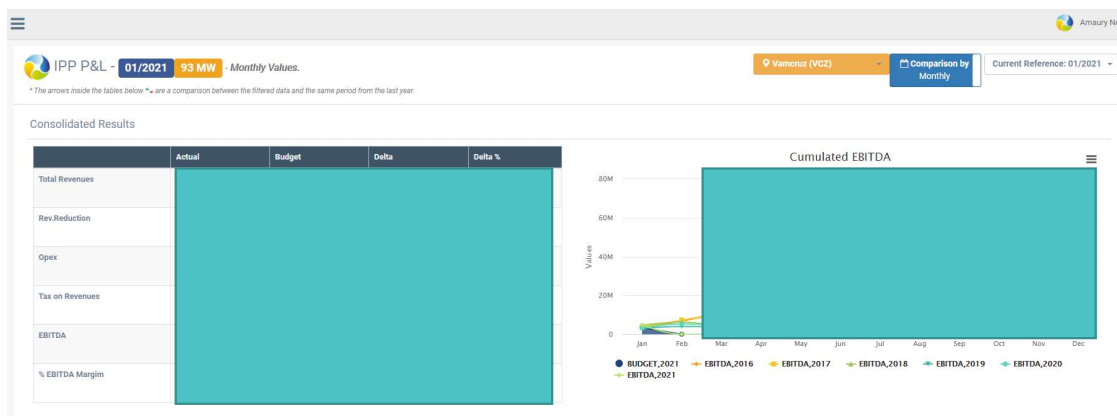 Amaury Ne
IPP P&L - 01/2021 93 MW - Monthly Values.
Vamcruz (VCZ)
Comparison by
Monthly
Current Reference: 01/2021
* The arrows inside the tables below are a comparison between the filtered data and the same period from the last year.
Consolidated Results
Actual Budget Delta Delta %
Total Revenues
Rev.Reduction
Opex
Tax on Revenues
EBITDA
% EBITDA Margim
Cumulated EBITDA
Values
80M
60M
40M
20M
0
Jan Feb Mar Apr May Jun Jul Aug Sep Oct Nov Dec
BUDGET,2021 EBITDA,2016 EBITDA,2017 EBITDA,2018 EBITDA,2019 EBITDA,2020
EBITDA,2021